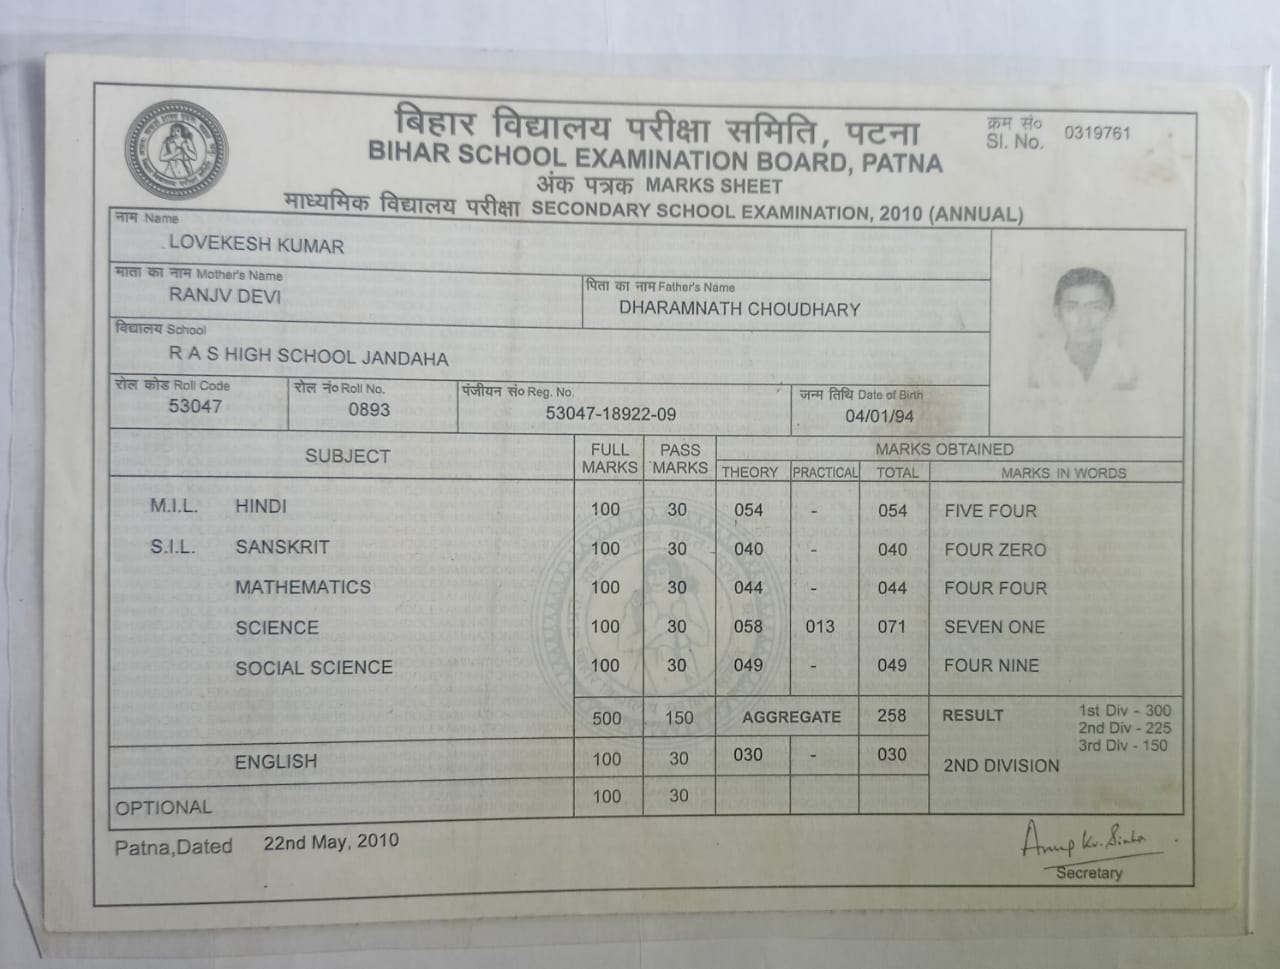 बिहार विद्यालय परीक्षा समिति, पटना
BIHAR SCHOOL EXAMINATION BOARD, PATNA
क्रम सं० 0319761
Sl. No.
अंक पत्रक MARKS SHEET
माध्यमिक विद्यालय परीक्षा SECONDARY SCHOOL EXAMINATION, 2010 (ANNUAL)
नाम Name
LOVEKESH KUMAR
माता का नाम Mother's Name
RANJV DEVI
पिता का नाम Father's Name
DHARAMNATH CHOUDHARY
विद्यालय School
R A S HIGH SCHOOL JANDAHA
रोल कोड Roll Code
53047
रोल नं० Roll No.
0893
पंजीयन सं० Reg. No.
53047-18922-09
जन्म तिथि Date of Birth
04/01/94
SUBJECT FULL MARKS PASS MARKS MARKS OBTAINED
THEORY PRACTICAL TOTAL MARKS IN WORDS
M.I.L. HINDI 100 30 054 - 054 FIVE FOUR
S.I.L. SANSKRIT 100 30 040 - 040 FOUR ZERO
MATHEMATICS 100 30 044 - 044 FOUR FOUR
SCIENCE 100 30 058 013 071 SEVEN ONE
SOCIAL SCIENCE 100 30 049 - 049 FOUR NINE
500 150 AGGREGATE 258 RESULT
1st Div - 300
2nd Div - 225
3rd Div - 150
ENGLISH 100 30 030 - 030 2ND DIVISION
OPTIONAL 100 30
Patna,Dated 22nd May, 2010
Anup Kr. Sinha
Secretary